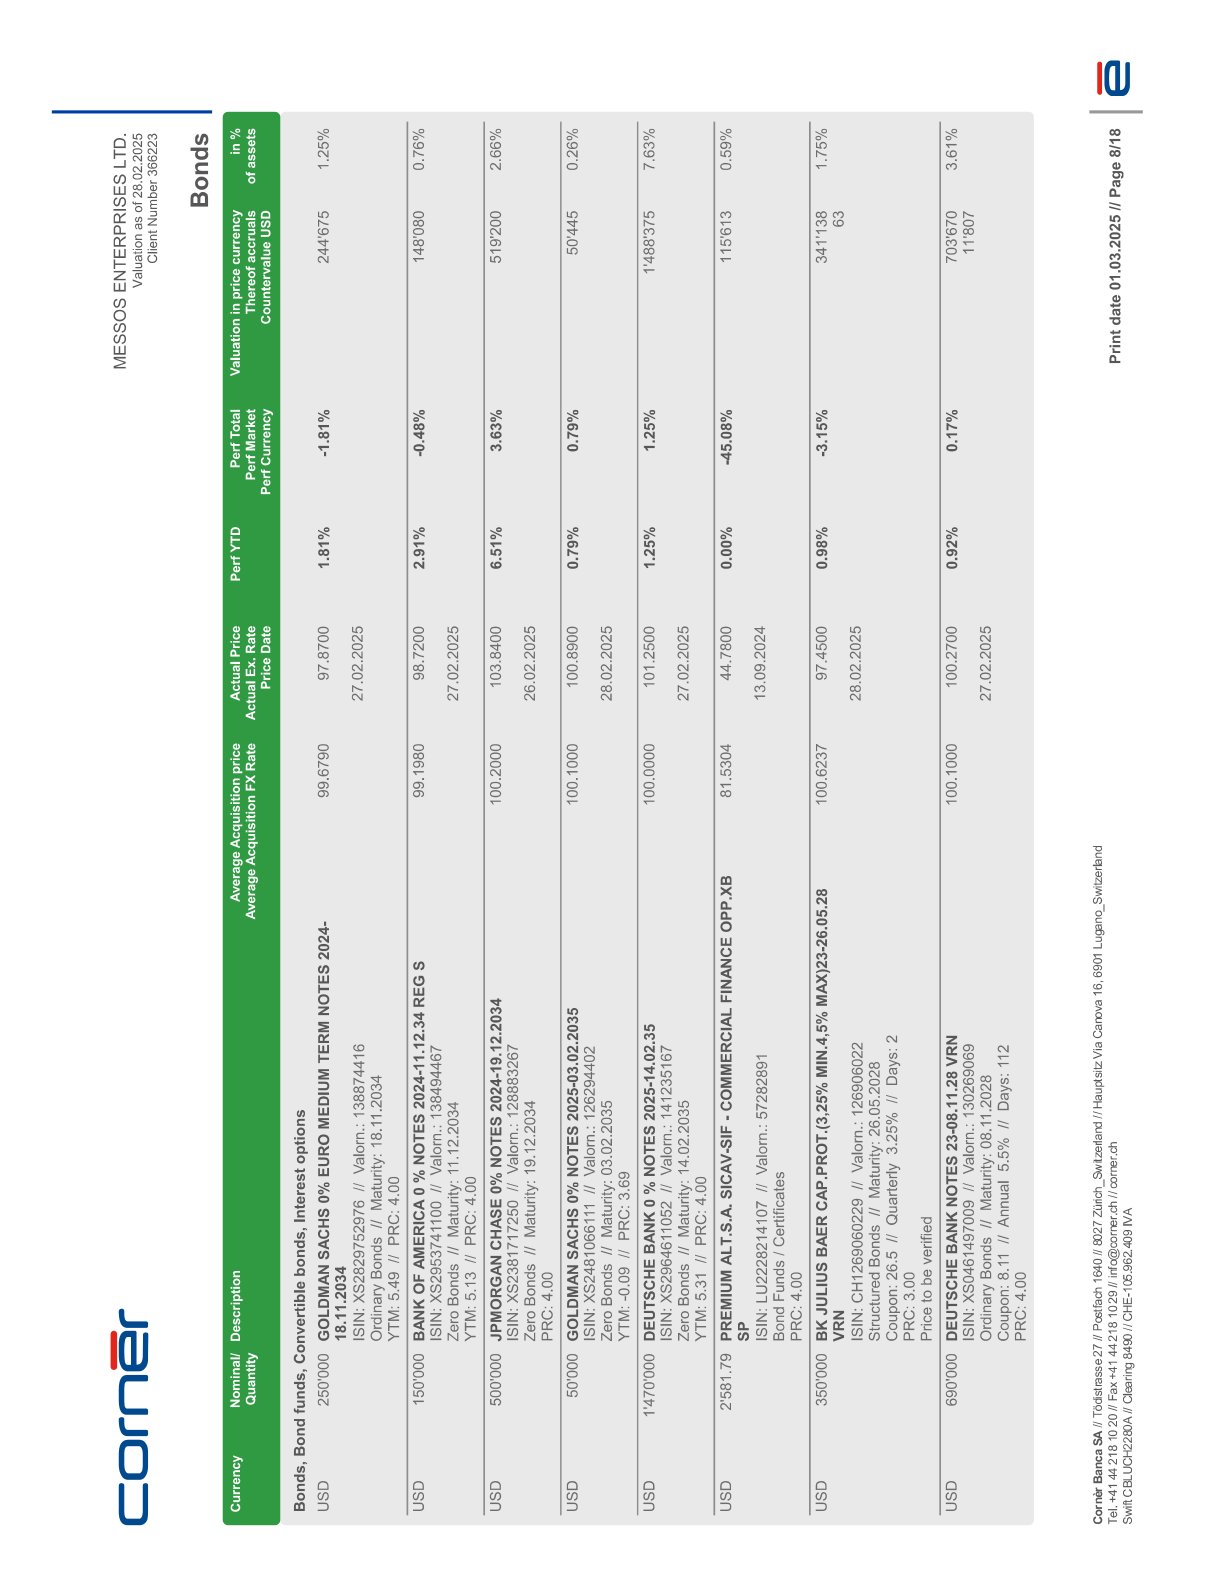 cornèr
MESSOS ENTERPRISES LTD.
Valuation as of 28.02.2025
Client Number 366223
Bonds
Currency Nominal/ Description Average Acquisition price Actual Price Perf YTD Perf Total Valuation in price currency in %
Quantity Average Acquisition FX Rate Actual Ex. Rate Perf Market Thereof accruals of assets
Price Date Perf Currency Countervalue USD
Bonds, Bond funds, Convertible bonds, Interest options
USD 250'000 GOLDMAN SACHS 0% EURO MEDIUM TERM NOTES 2024- 99.6790 97.8700 1.81% -1.81% 244'675 1.25%
18.11.2034
ISIN: XS2829752976 // Valorn.: 138874416 27.02.2025
Ordinary Bonds // Maturity: 18.11.2034
YTM: 5.49 // PRC: 4.00
USD 150'000 BANK OF AMERICA 0 % NOTES 2024-11.12.34 REG S 99.1980 98.7200 2.91% -0.48% 148'080 0.76%
ISIN: XS2953741100 // Valorn.: 138494467
Zero Bonds // Maturity: 11.12.2034 27.02.2025
YTM: 5.13 // PRC: 4.00
USD 500'000 JPMORGAN CHASE 0% NOTES 2024-19.12.2034 100.2000 103.8400 6.51% 3.63% 519'200 2.66%
ISIN: XS2381717250 // Valorn.: 128883267
Zero Bonds // Maturity: 19.12.2034 26.02.2025
PRC: 4.00
USD 50'000 GOLDMAN SACHS 0% NOTES 2025-03.02.2035 100.1000 100.8900 0.79% 0.79% 50'445 0.26%
ISIN: XS2481066111 // Valorn.: 126294402
Zero Bonds // Maturity: 03.02.2035 28.02.2025
YTM: -0.09 // PRC: 3.69
USD 1'470'000 DEUTSCHE BANK 0 % NOTES 2025-14.02.35 100.0000 101.2500 1.25% 1.25% 1'488'375 7.63%
ISIN: XS2964611052 // Valorn.: 141235167
Zero Bonds // Maturity: 14.02.2035 27.02.2025
YTM: 5.31 // PRC: 4.00
USD 2'581.79 PREMIUM ALT.S.A. SICAV-SIF - COMMERCIAL FINANCE OPP.XB 81.5304 44.7800 0.00% -45.08% 115'613 0.59%
SP
ISIN: LU2228214107 // Valorn.: 57282891 13.09.2024
Bond Funds / Certificates
PRC: 4.00
USD 350'000 BK JULIUS BAER CAP.PROT.(3,25% MIN.4,5% MAX)23-26.05.28 100.6237 97.4500 0.98% -3.15% 341'138 1.75%
VRN 63
ISIN: CH1269060229 // Valorn.: 126906022 28.02.2025
Structured Bonds // Maturity: 26.05.2028
Coupon: 26.5 // Quarterly 3.25% // Days: 2
PRC: 3.00
Price to be verified
USD 690'000 DEUTSCHE BANK NOTES 23-08.11.28 VRN 100.1000 100.2700 0.92% 0.17% 703'670 3.61%
ISIN: XS0461497009 // Valorn.: 130269069 11'807
Ordinary Bonds // Maturity: 08.11.2028 27.02.2025
Coupon: 8.11 // Annual 5.5% // Days: 112
PRC: 4.00
Cornèr Banca SA // Tödistrasse 27 // Postfach 1640 // 8027 Zürich_Switzerland // Hauptsitz Via Canova 16, 6901 Lugano_Switzerland
Tel. +41 44 218 10 20 // Fax +41 44 218 10 29 // info@corner.ch // corner.ch
Swift CBLUCH2280A // Clearing 8490 // CHE-105.962.409 IVA
Print date 01.03.2025 // Page 8/18